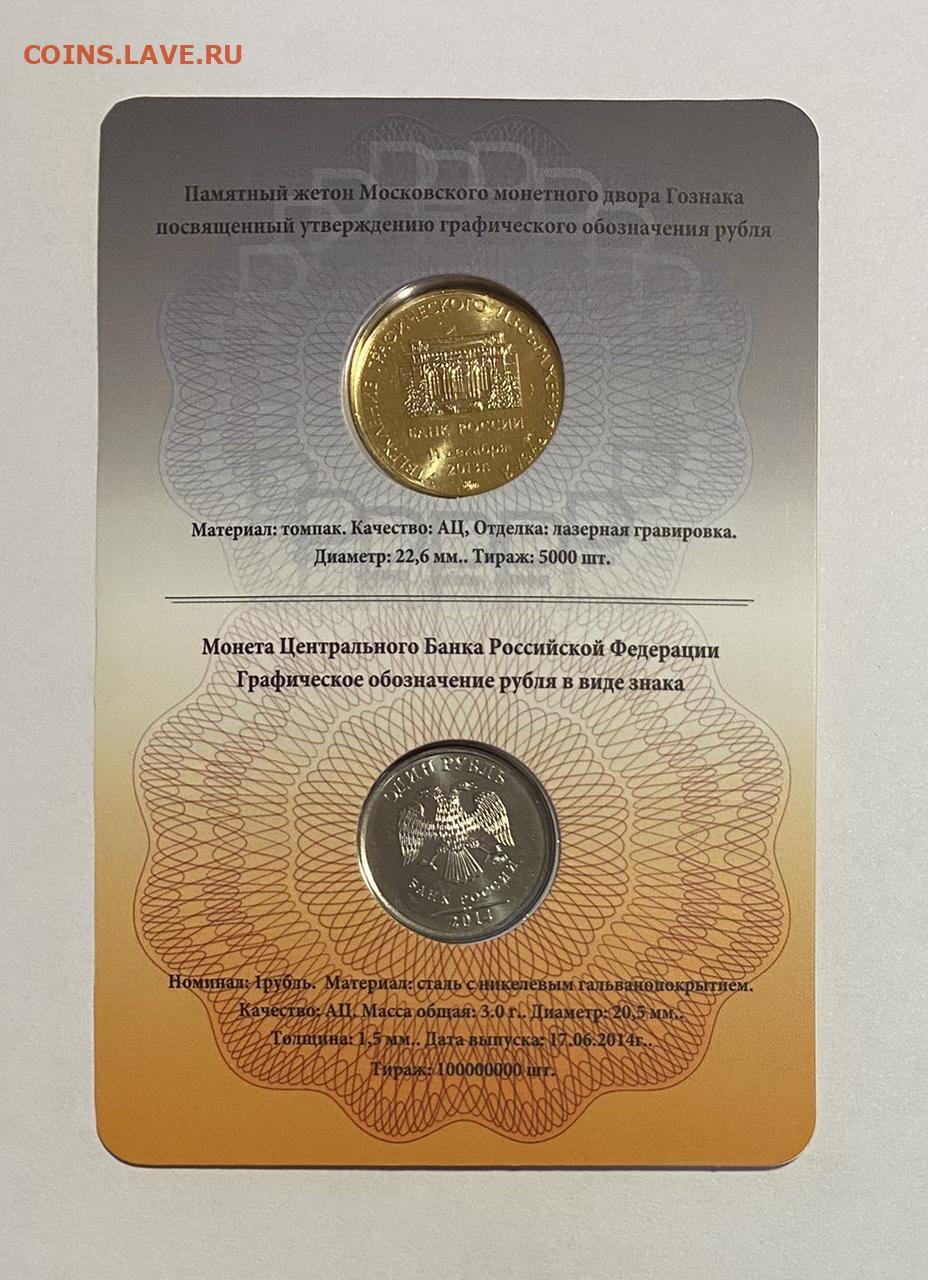 COINS.LAVE.RU
Памятный жетон Московского монетного двора Гознака
посвященный утверждению графического обозначения рубля
ГРАФИЧЕСКОГО
БАНК РОССИИ
декабря
Материал: томпак. Качество: АЦ, Отделка: лазерная гравировка.
Диаметр: 22,6 мм.. Тираж: 5000 шт.
Монета Центрального Банка Российской Федерации
Графическое обозначение рубля в виде знака
ОДИН РУБЛЬ
БАНК РОССИИ
2014
Номинал: 1рубль. Материал: сталь с никелевым гальванопокрытием.
Качество: АЦ. Масса общая: 3.0 г.. Диаметр: 20,5 мм..
Толщина: 1,5 мм.. Дата выпуска: 17.06.2014г..
Тираж: 100000000 шт.